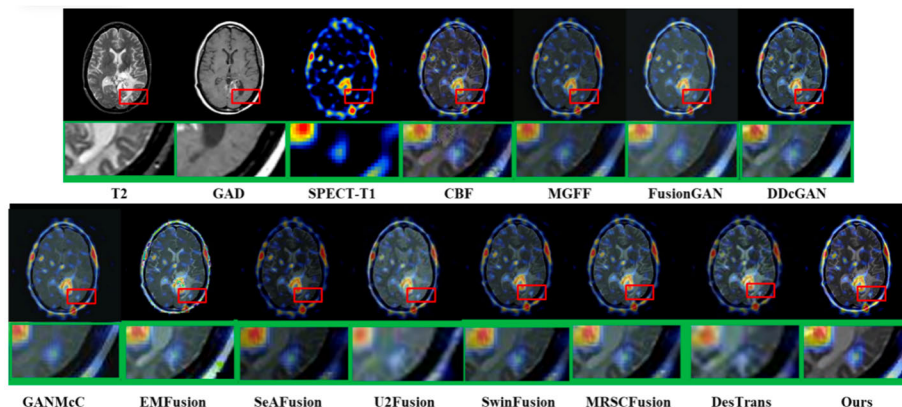 T2 GAD SPECT-T1 CBF MGFF FusionGAN DDcGAN
GANMcC EMFusion SeAFusion U2Fusion SwinFusion MRSCFusion DesTrans Ours